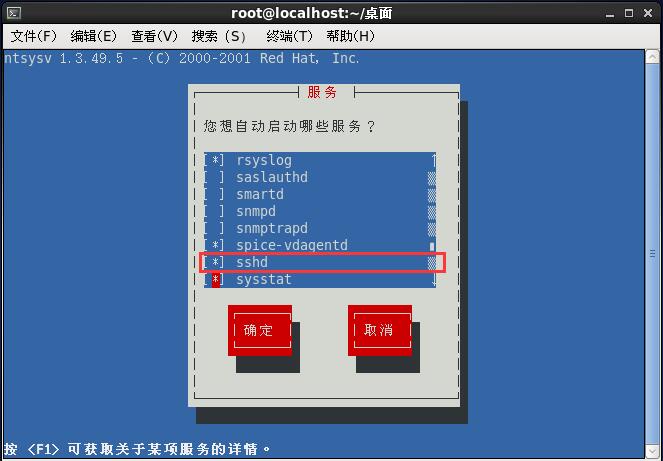 root@localhost:~/桌面
文件(F) 编辑(E) 查看(V) 搜索 (S) 终端(T) 帮助(H)
ntsysv 1.3.49.5 - (C) 2000-2001 Red Hat, Inc.
服务
您想自动启动哪些服务？
[*] rsyslog
[ ] saslauthd
[ ] smartd
[ ] snmpd
[ ] snmptrapd
[*] spice-vdagentd
[*] sshd
[*] sysstat
确定 取消
按 <F1> 可获取关于某项服务的详情。